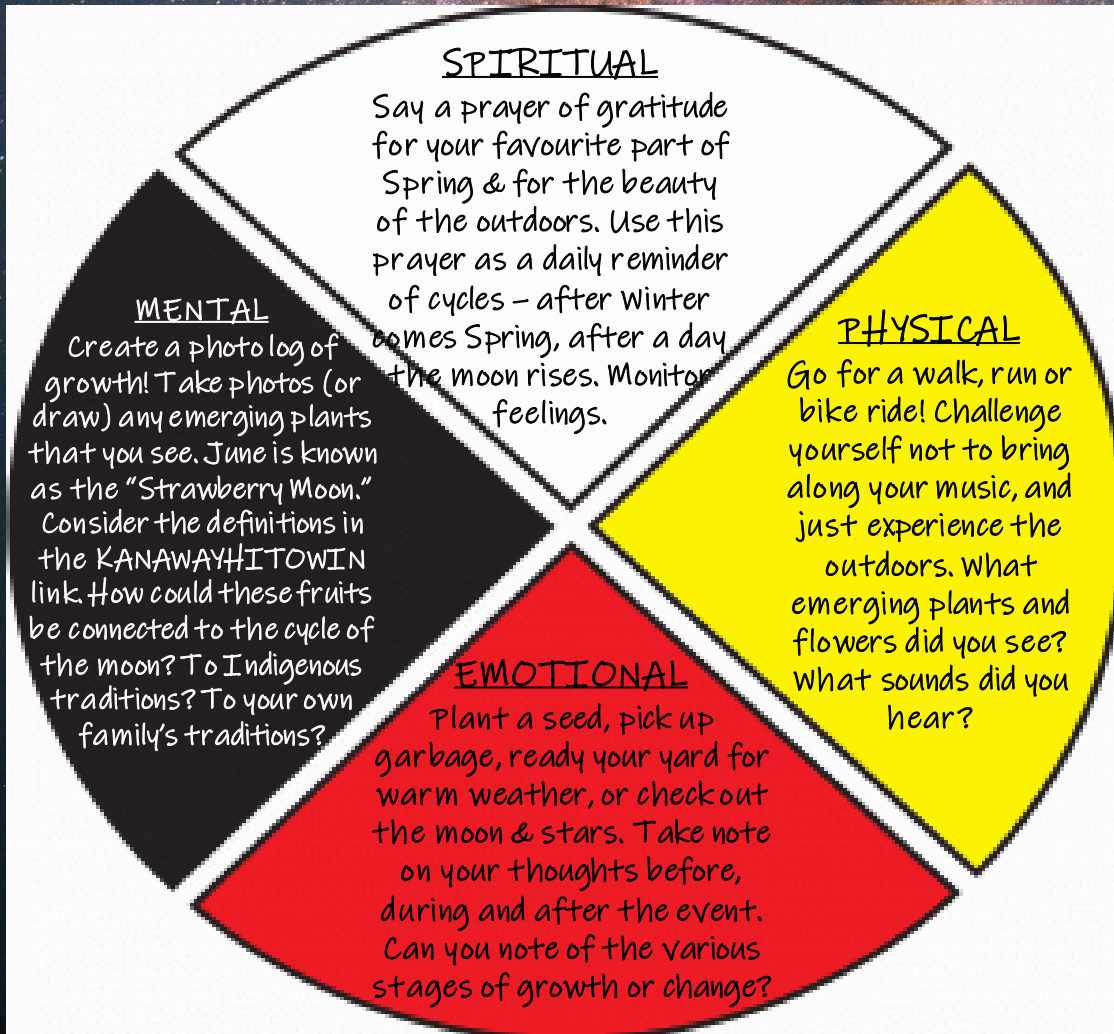 SPIRITUAL
Say a prayer of gratitude
for your favourite part of
Spring & for the beauty
of the outdoors. Use this
prayer as a daily reminder
of cycles – after Winter
comes Spring, after a day
the moon rises. Monitor
feelings.
MENTAL
Create a photo log of
growth! Take photos (or
draw) any emerging plants
that you see. June is known
as the “Strawberry Moon.”
Consider the definitions in
the KANAWAYHITOWIN
link. How could these fruits
be connected to the cycle of
the moon? To Indigenous
traditions? To your own
family’s traditions?
PHYSICAL
Go for a walk, run or
bike ride! Challenge
yourself not to bring
along your music, and
just experience the
outdoors. What
emerging plants and
flowers did you see?
What sounds did you
hear?
EMOTIONAL
Plant a seed, pick up
garbage, ready your yard for
warm weather, or check out
the moon & stars. Take note
on your thoughts before,
during and after the event.
Can you note of the various
stages of growth or change?